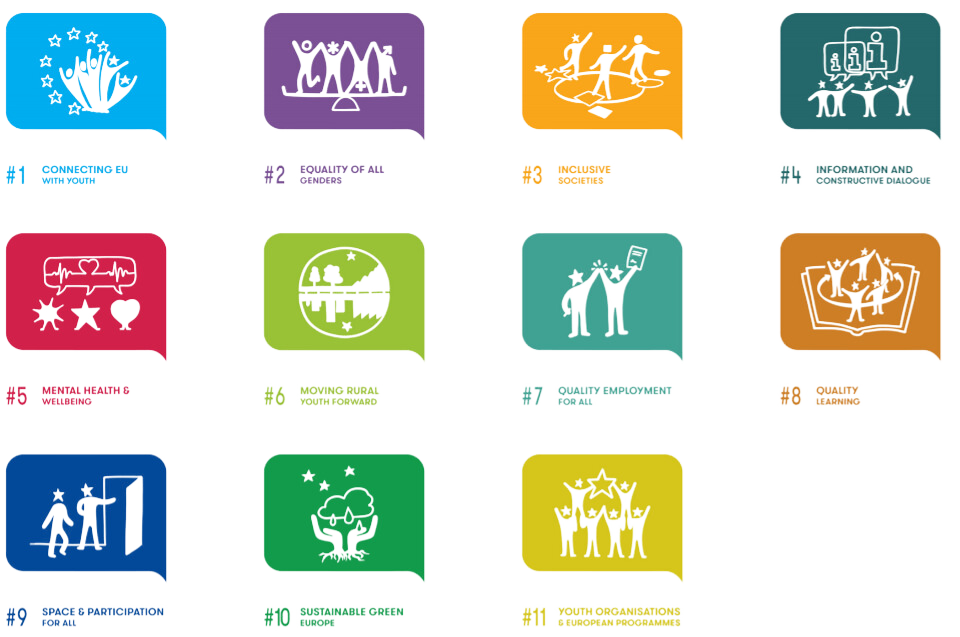 #1 CONNECTING EU
WITH YOUTH
#2 EQUALITY OF ALL
GENDERS
#3 INCLUSIVE
SOCIETIES
#4 INFORMATION AND
CONSTRUCTIVE DIALOGUE
#5 MENTAL HEALTH &
WELLBEING
#6 MOVING RURAL
YOUTH FORWARD
#7 QUALITY EMPLOYMENT
FOR ALL
#8 QUALITY
LEARNING
#9 SPACE & PARTICIPATION
FOR ALL
#10 SUSTAINABLE GREEN
EUROPE
#11 YOUTH ORGANISATIONS
& EUROPEAN PROGRAMMES